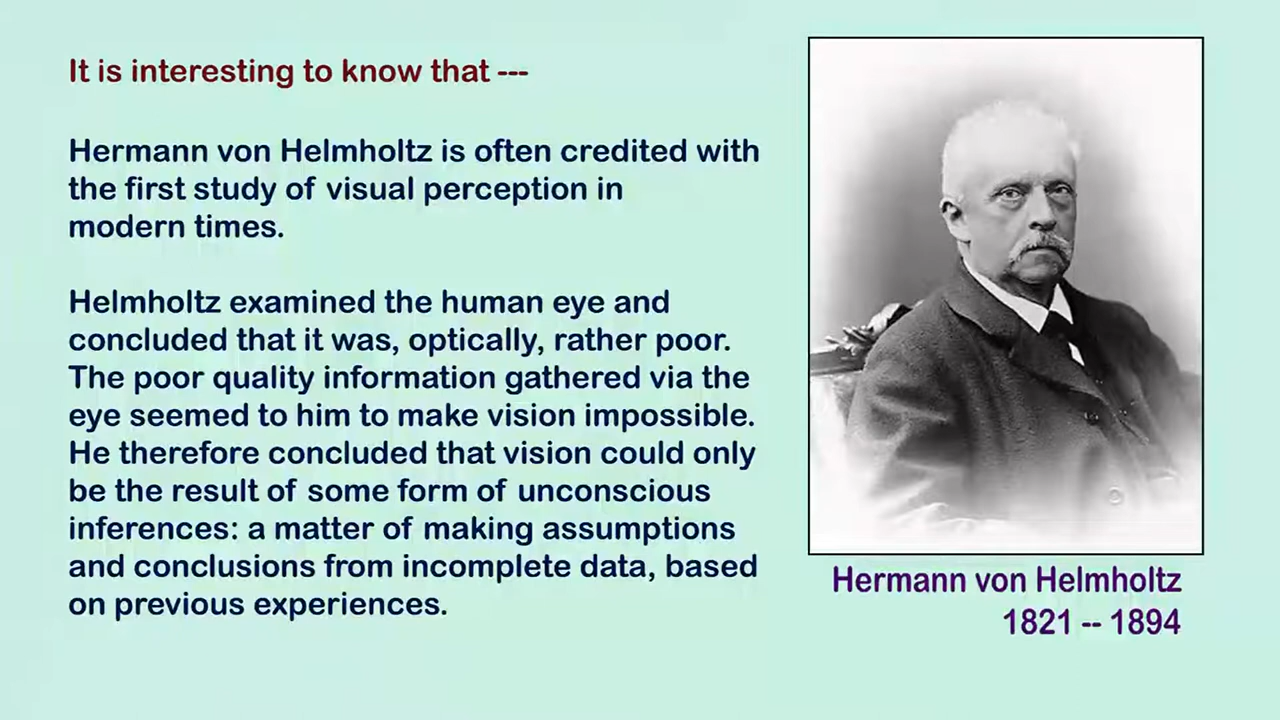 It is interesting to know that ---
Hermann von Helmholtz is often credited with
the first study of visual perception in
modern times.
Helmholtz examined the human eye and
concluded that it was, optically, rather poor.
The poor quality information gathered via the
eye seemed to him to make vision impossible.
He therefore concluded that vision could only
be the result of some form of unconscious
inferences: a matter of making assumptions
and conclusions from incomplete data, based
on previous experiences.
Hermann von Helmholtz
1821 -- 1894